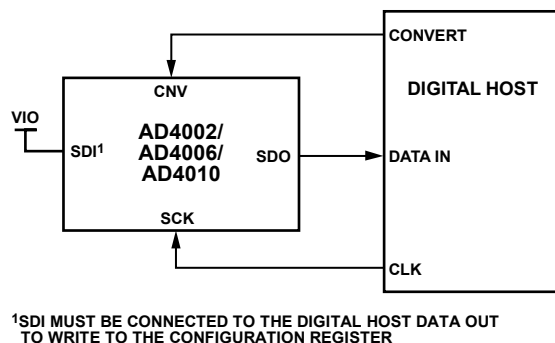 CONVERT
DIGITAL HOST
CNV
VIO
AD4002/
AD4006/
AD4010
SDI¹
SDO
DATA IN
SCK
CLK
¹SDI MUST BE CONNECTED TO THE DIGITAL HOST DATA OUT
TO WRITE TO THE CONFIGURATION REGISTER